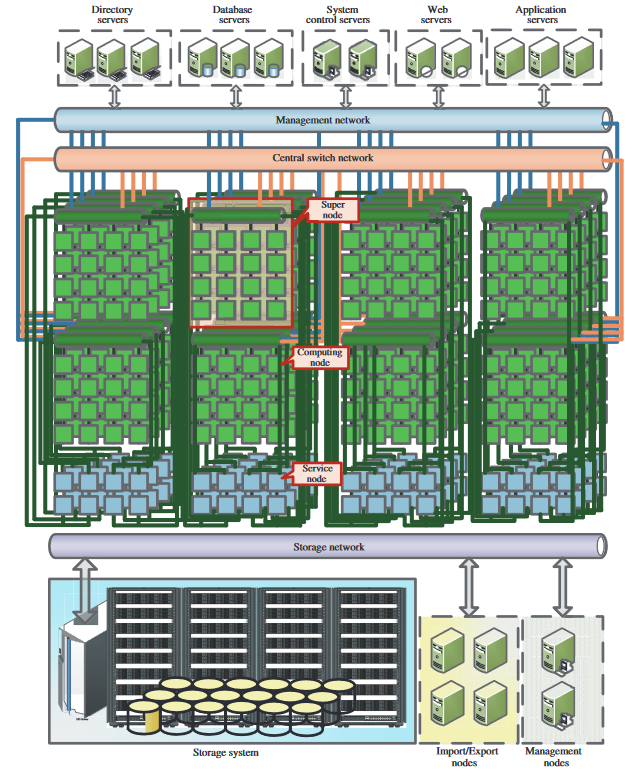 Directory
servers
Database
servers
System
control servers
Web
servers
Application
servers
Management network
Central switch network
Super
node
Computing
node
Service
node
Storage network
Storage system
Import/Export
nodes
Management
nodes